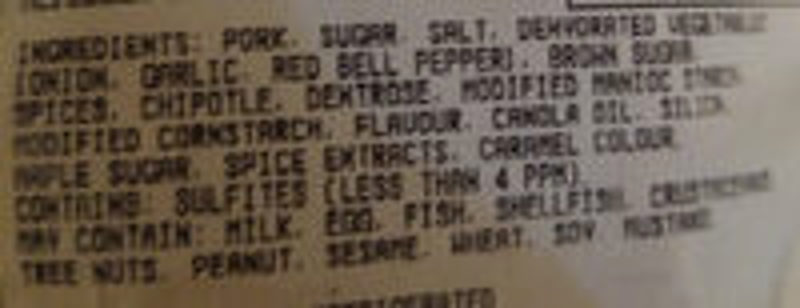 INGREDIENTS: PORK, SUGAR, SALT, DEHYDRATED VEGETABLE
(ONION, GARLIC, RED BELL PEPPER), BROWN SUGAR,
SPICES, CHIPOTLE, DEXTROSE, MODIFIED MANIOC STARCH,
MODIFIED CORNSTARCH, FLAVOUR, CANOLA OIL, SILICA,
MAPLE SUGAR, SPICE EXTRACTS, CARAMEL COLOUR.
CONTAINS: SULFITES (LESS THAN 4 PPM)
MAY CONTAIN: MILK, EGG, FISH, SHELLFISH, CRUSTACEANS
TREE NUTS, PEANUT, SESAME, WHEAT, SOY, MUSTARD